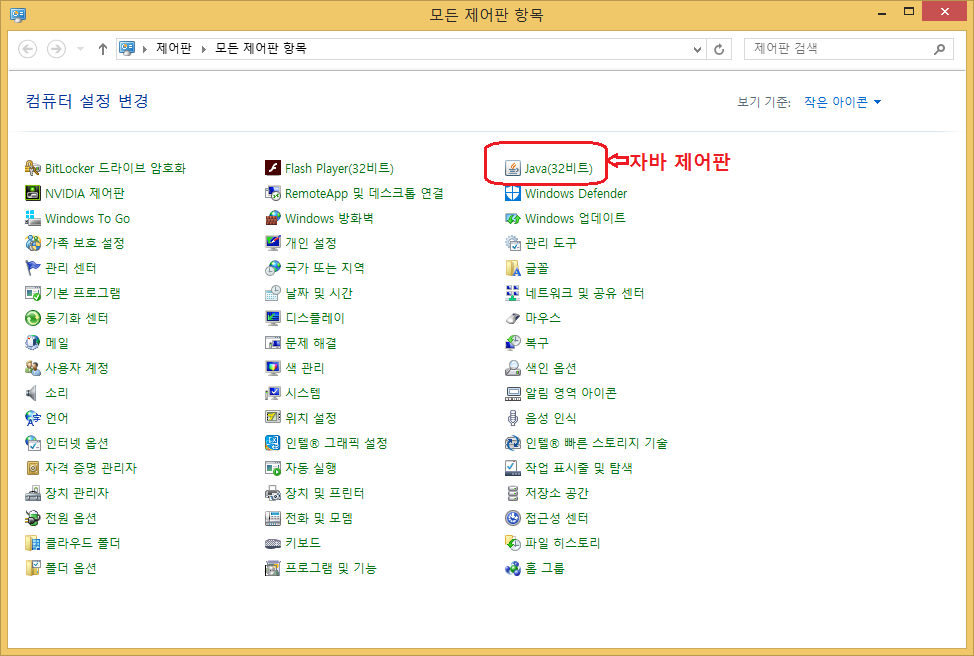 모든 제어판 항목
제어판 모든 제어판 항목
제어판 검색
컴퓨터 설정 변경
보기 기준: 작은 아이콘
BitLocker 드라이브 암호화
Flash Player(32비트)
Java(32비트)
자바 제어판
NVIDIA 제어판
RemoteApp 및 데스크톱 연결
Windows Defender
Windows To Go
Windows 방화벽
Windows 업데이트
가족 보호 설정
개인 설정
관리 도구
관리 센터
국가 또는 지역
글꼴
기본 프로그램
날짜 및 시간
네트워크 및 공유 센터
동기화 센터
디스플레이
마우스
메일
문제 해결
복구
사용자 계정
색 관리
색인 옵션
소리
시스템
알림 영역 아이콘
언어
위치 설정
음성 인식
인터넷 옵션
인텔® 그래픽 설정
인텔® 빠른 스토리지 기술
자격 증명 관리자
자동 실행
작업 표시줄 및 탐색
장치 관리자
장치 및 프린터
저장소 공간
전원 옵션
전화 및 모뎀
접근성 센터
클라우드 폴더
키보드
파일 히스토리
폴더 옵션
프로그램 및 기능
홈 그룹